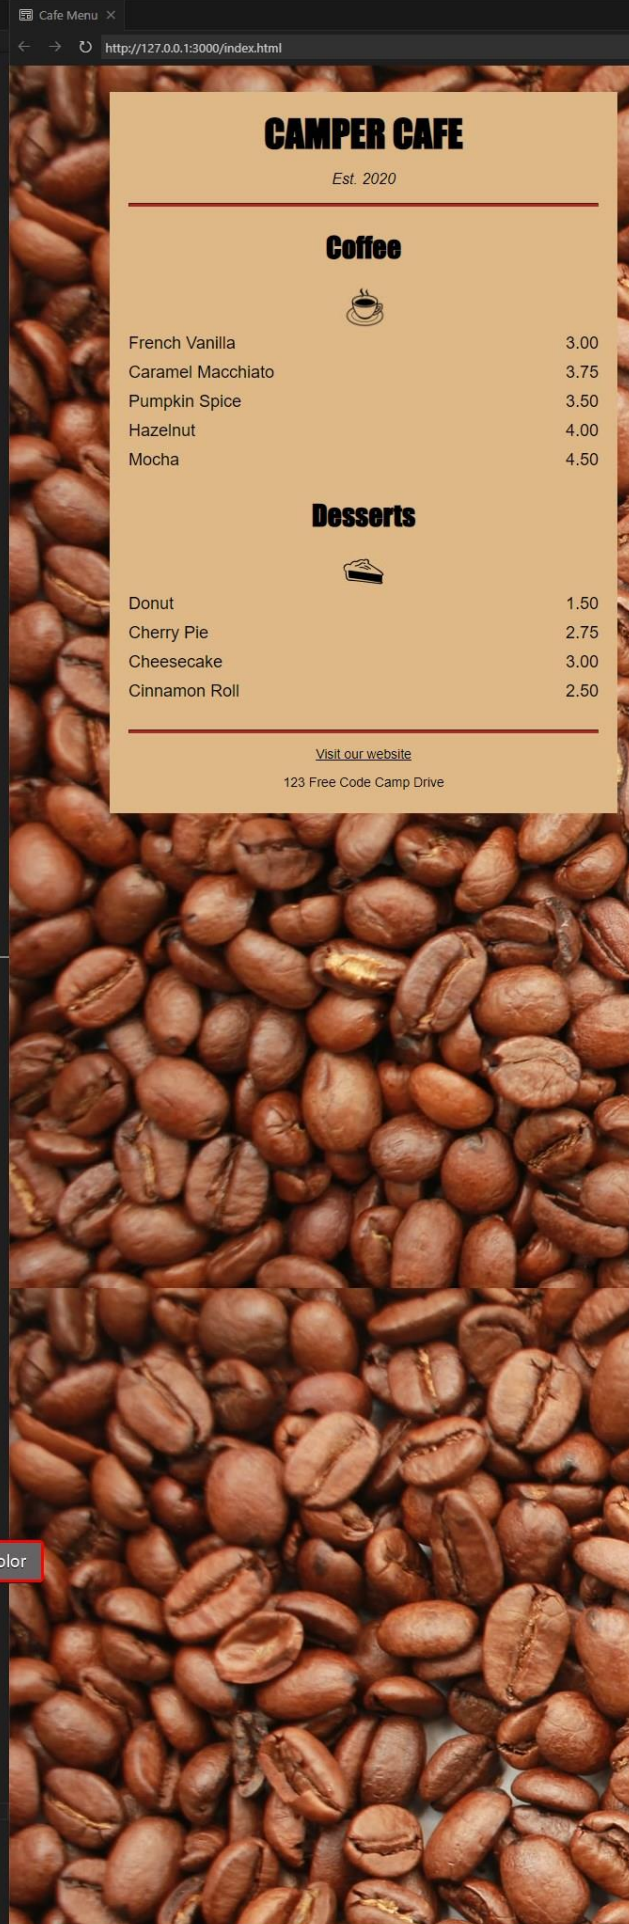 Cafe Menu
http://127.0.0.1:3000/index.html
CAMPER CAFE
Est. 2020
Coffee
French Vanilla 3.00
Caramel Macchiato 3.75
Pumpkin Spice 3.50
Hazelnut 4.00
Mocha 4.50
Desserts
Donut 1.50
Cherry Pie 2.75
Cheesecake 3.00
Cinnamon Roll 2.50
Visit our website
123 Free Code Camp Drive
olor